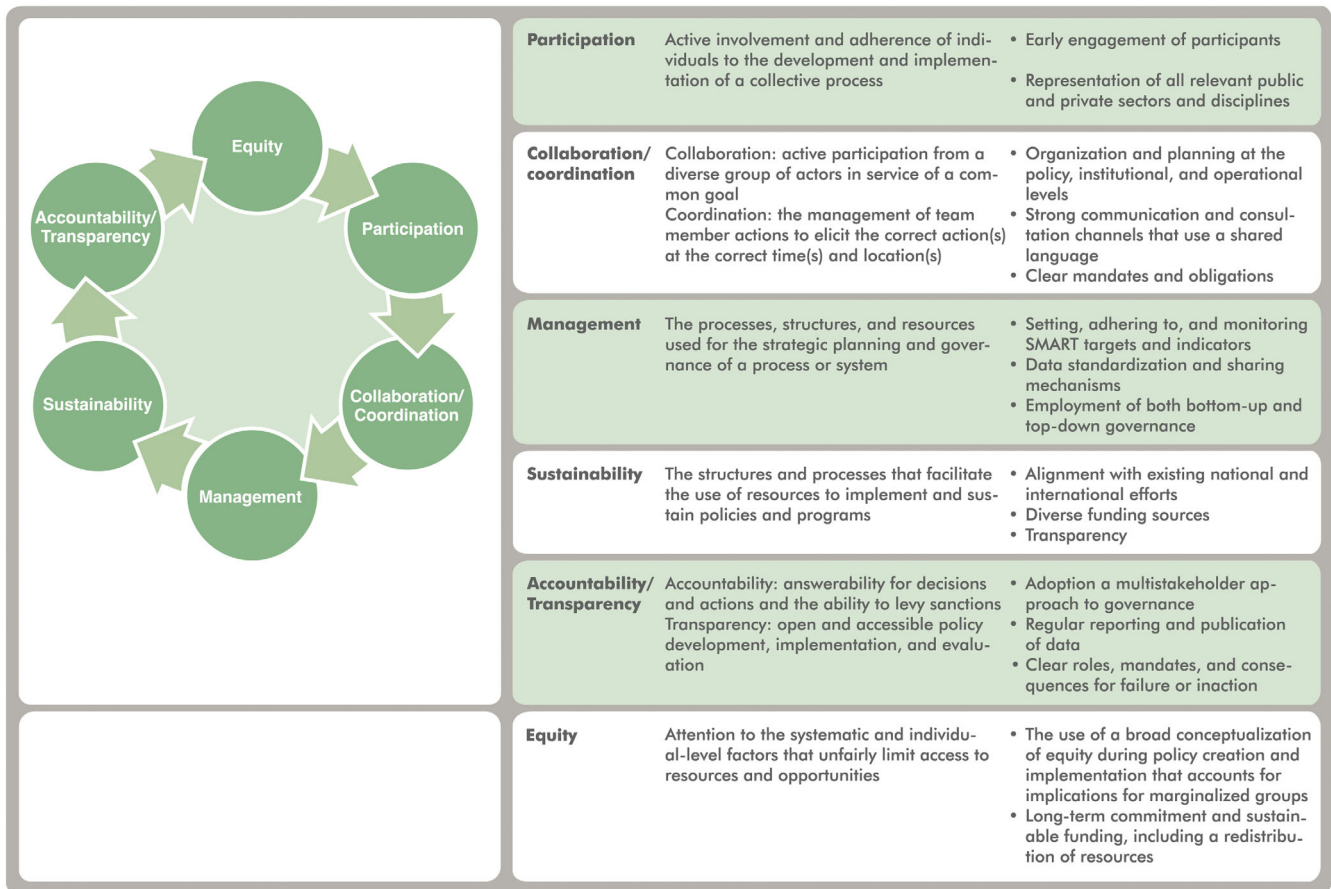 Equity
Participation
Collaboration/
Coordination
Management
Sustainability
Accountability/
Transparency
Participation
Active involvement and adherence of indi-
viduals to the development and implemen-
tation of a collective process
• Early engagement of participants
• Representation of all relevant public
and private sectors and disciplines
Collaboration/
coordination
Collaboration: active participation from a
diverse group of actors in service of a com-
mon goal
Coordination: the management of team
member actions to elicit the correct action(s)
at the correct time(s) and location(s)
• Organization and planning at the
policy, institutional, and operational
levels
• Strong communication and consul-
tation channels that use a shared
language
• Clear mandates and obligations
Management
The processes, structures, and resources
used for the strategic planning and gover-
nance of a process or system
• Setting, adhering to, and monitoring
SMART targets and indicators
• Data standardization and sharing
mechanisms
• Employment of both bottom-up and
top-down governance
Sustainability
The structures and processes that facilitate
the use of resources to implement and sus-
tain policies and programs
• Alignment with existing national and
international efforts
• Diverse funding sources
• Transparency
Accountability/
Transparency
Accountability: answerability for decisions
and actions and the ability to levy sanctions
Transparency: open and accessible policy
development, implementation, and evalu-
ation
• Adoption a multistakeholder ap-
proach to governance
• Regular reporting and publication
of data
• Clear roles, mandates, and conse-
quences for failure or inaction
Equity
Attention to the systematic and individu-
al-level factors that unfairly limit access to
resources and opportunities
• The use of a broad conceptualization
of equity during policy creation and
implementation that accounts for
implications for marginalized groups
• Long-term commitment and sustain-
able funding, including a redistribu-
tion of resources